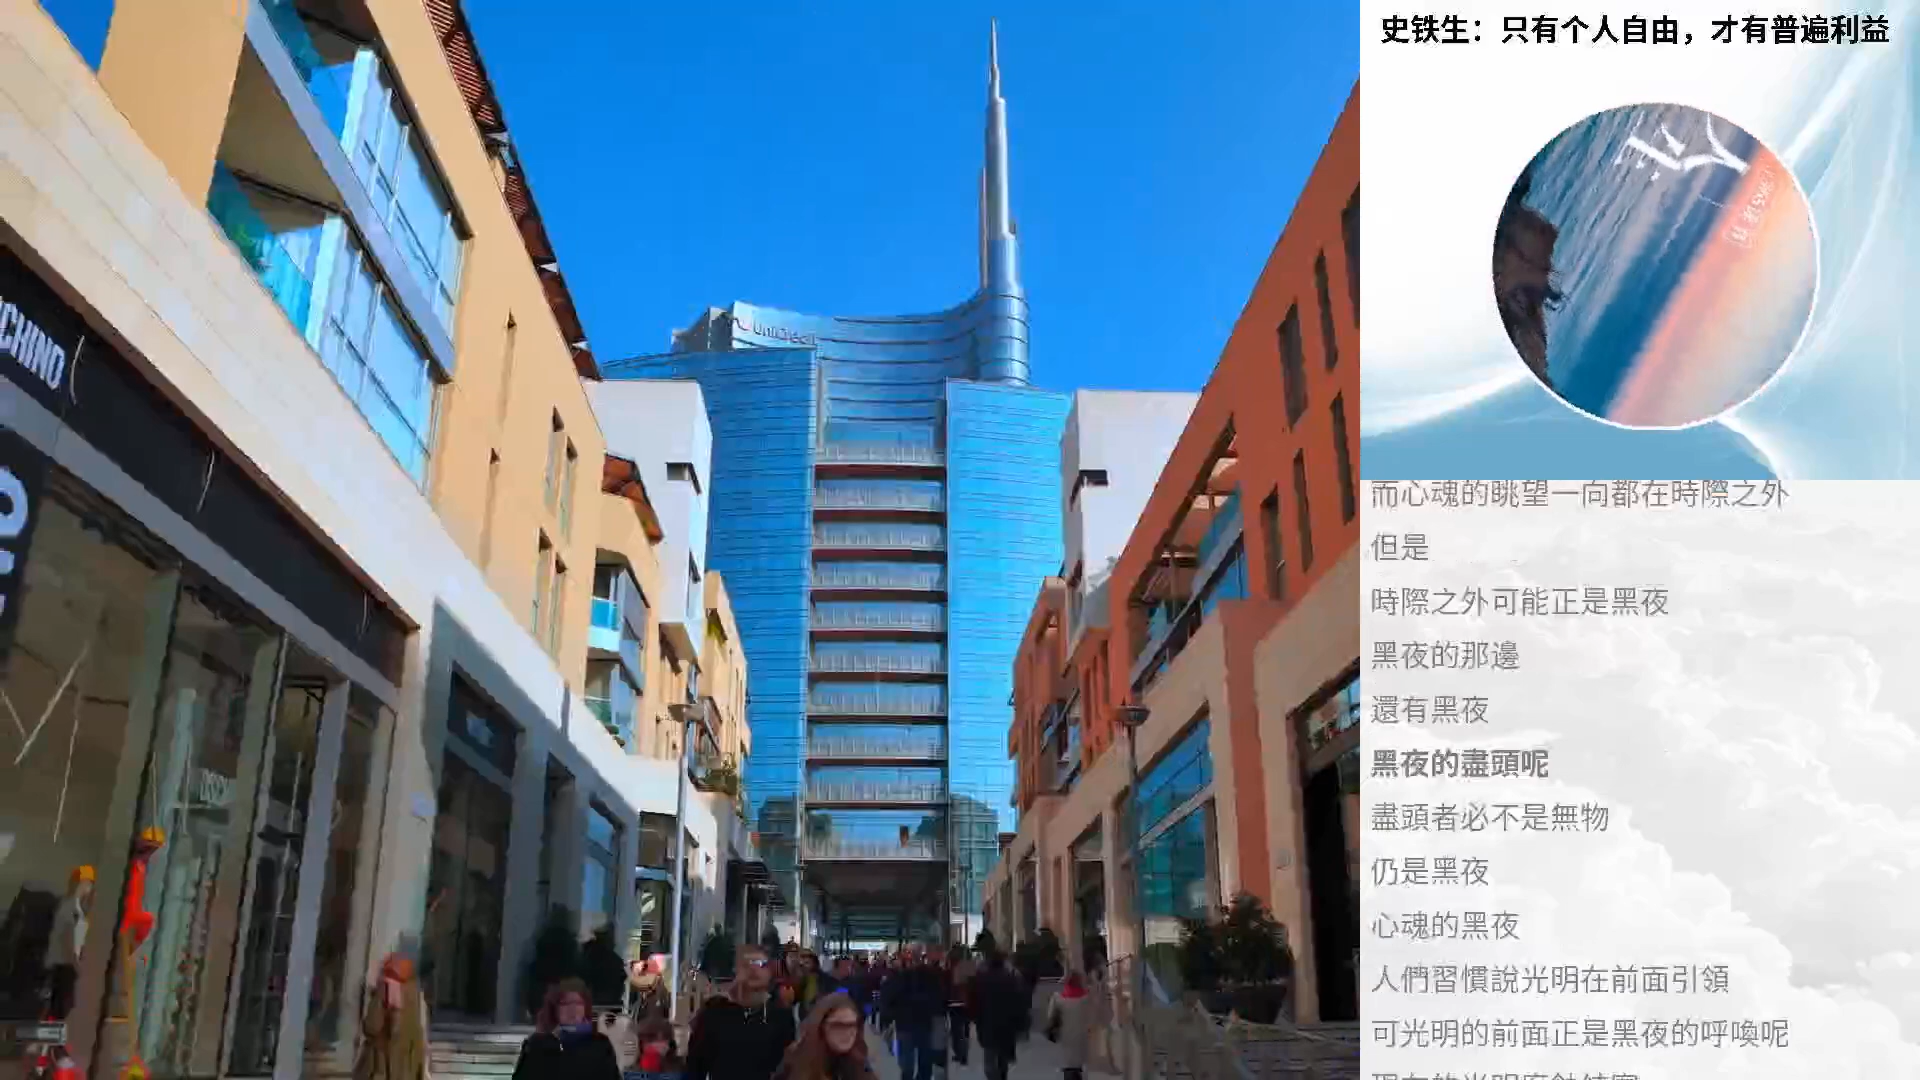 史铁生：只有个人自由，才有普遍利益
CHINO
UniCredit
而心魂的眺望一向都在時際之外
但是
時際之外可能正是黑夜
黑夜的那邊
還有黑夜
黑夜的盡頭呢
盡頭者必不是無物
仍是黑夜
心魂的黑夜
人們習慣說光明在前面引領
可光明的前面正是黑夜的呼喚呢